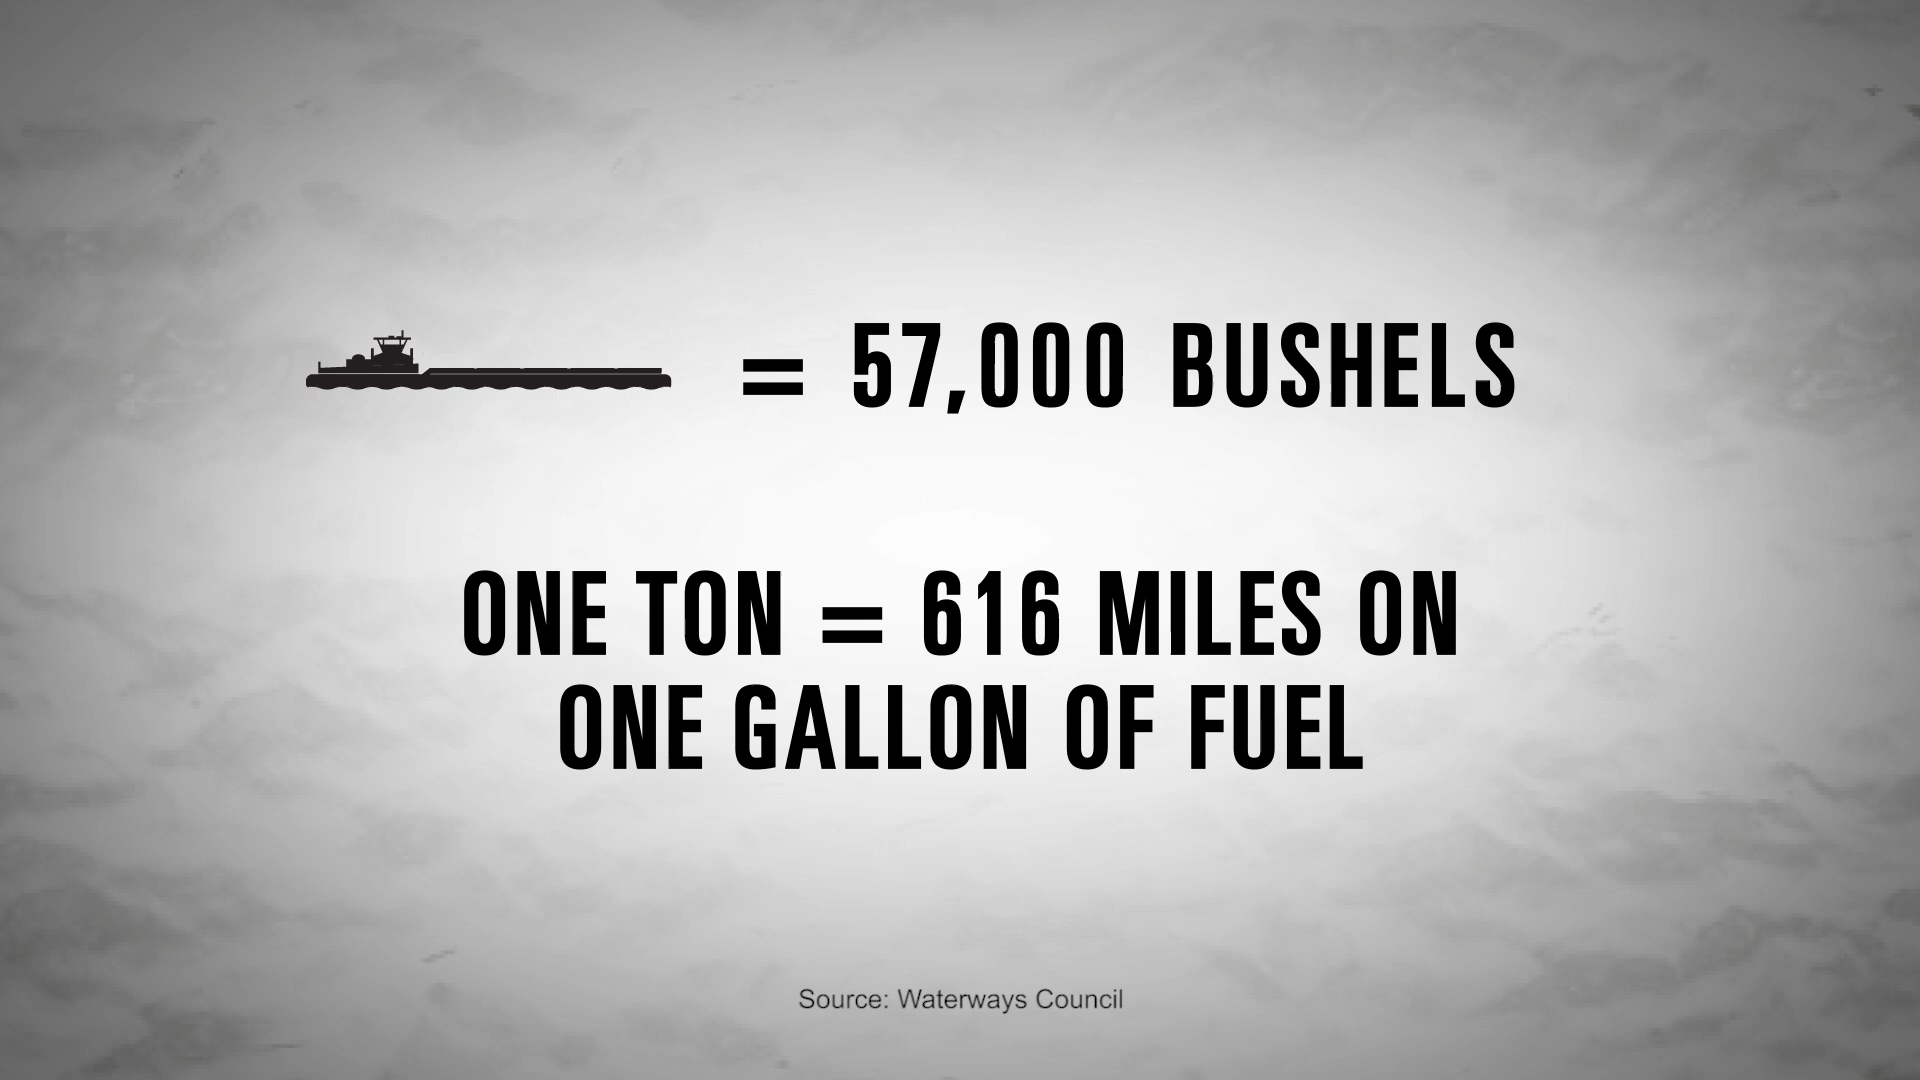 = 57,000 BUSHELS
ONE TON = 616 MILES ON
ONE GALLON OF FUEL
Source: Waterways Council